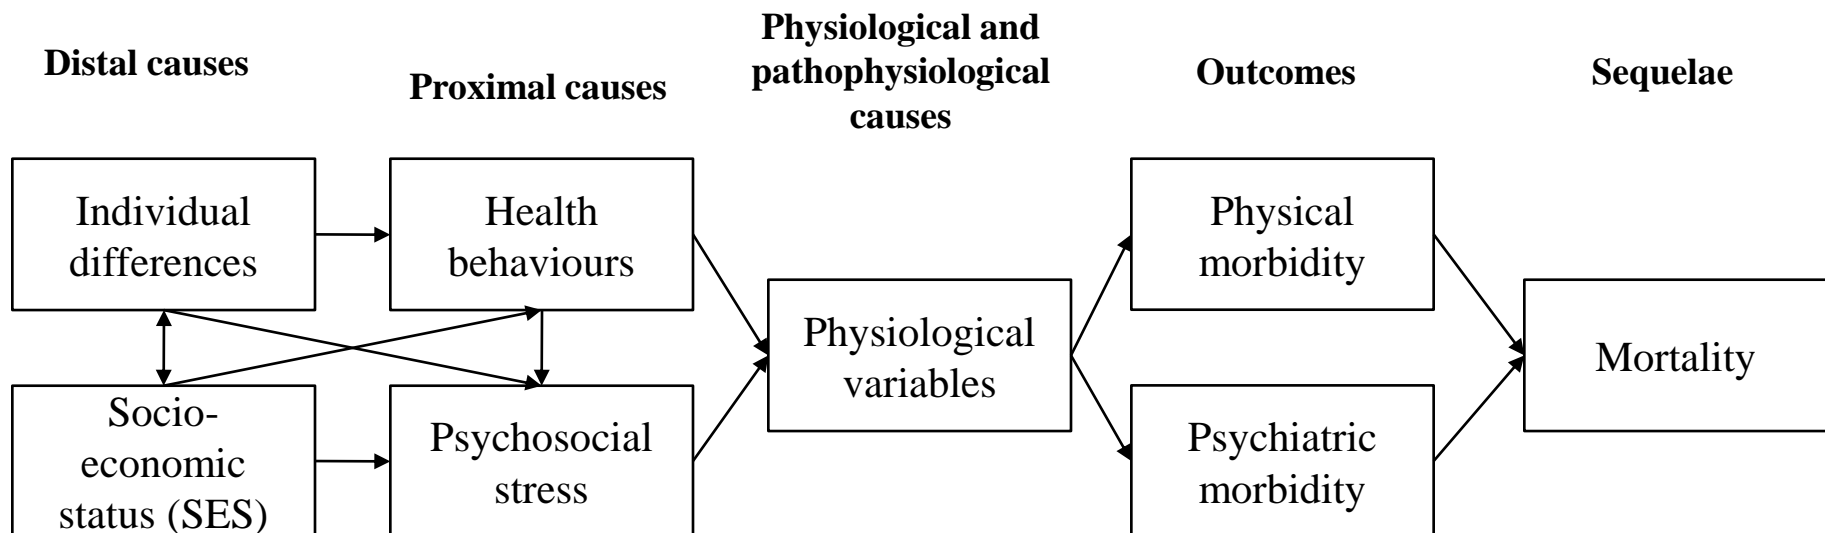 Distal causes
Proximal causes
Physiological and
pathophysiological
causes
Outcomes
Sequelae
Individual
differences
Health
behaviours
Physical
morbidity
Physiological
variables
Mortality
Socio-
economic
status (SES)
Psychosocial
stress
Psychiatric
morbidity